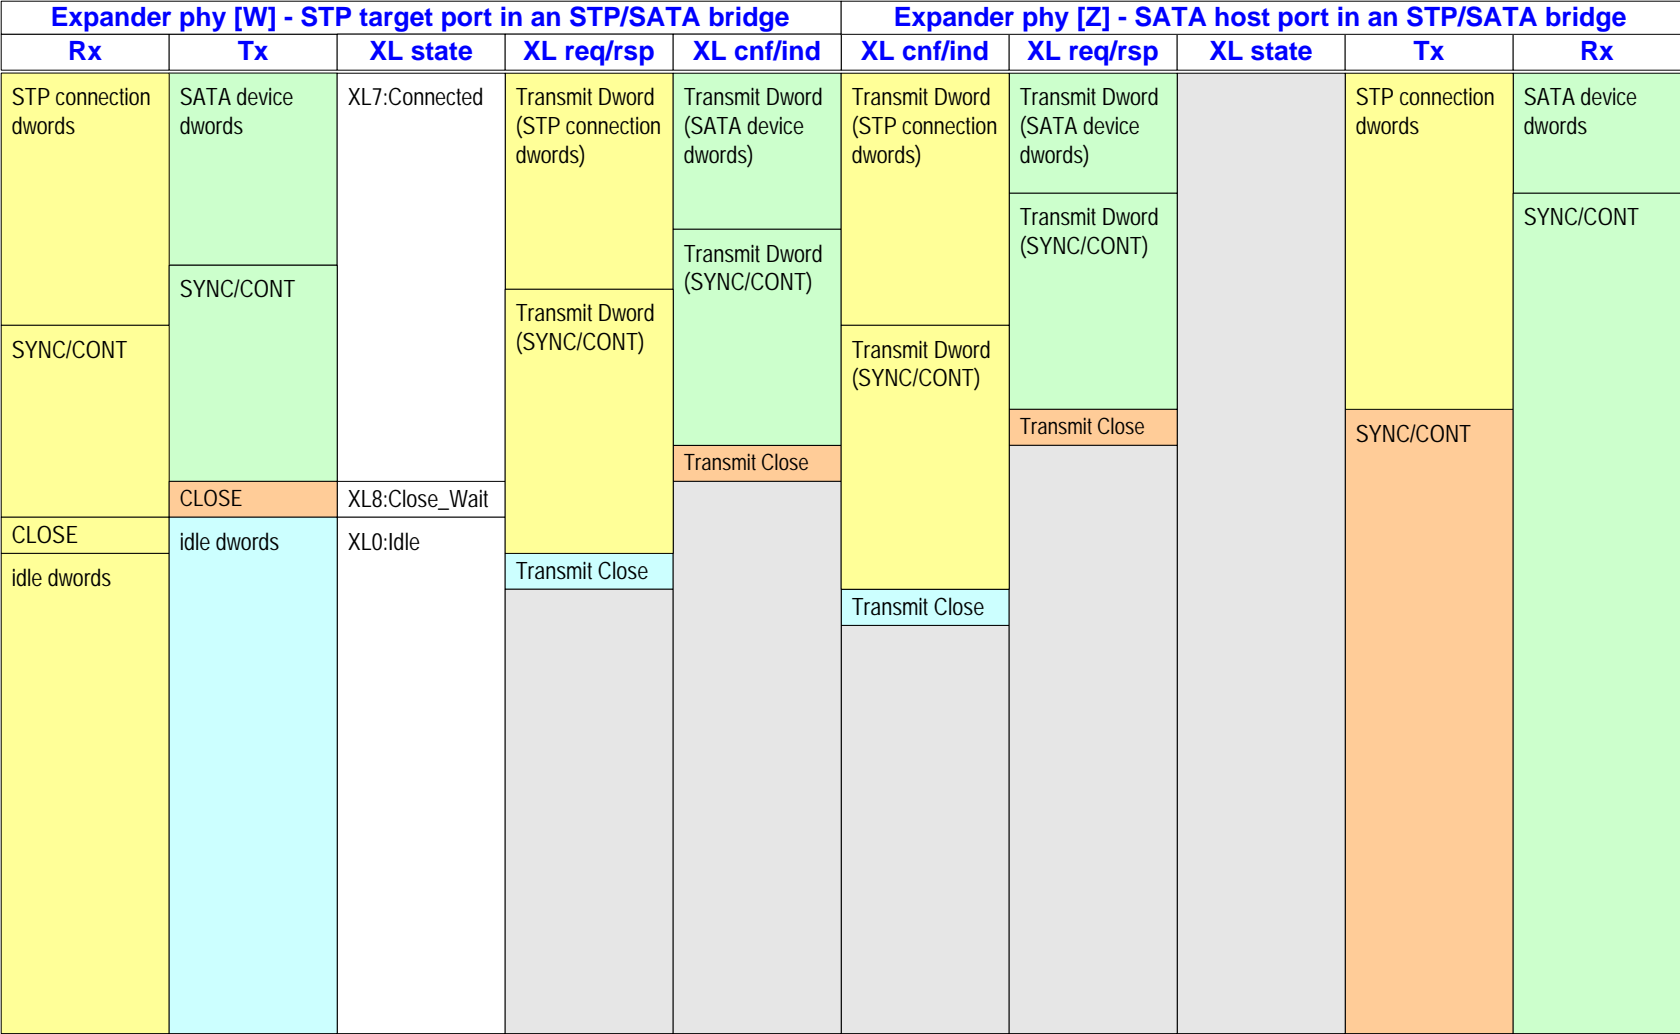 Expander phy [W] - STP target port in an STP/SATA bridge
Expander phy [Z] - SATA host port in an STP/SATA bridge
Rx
Tx
XL state
XL req/rsp
XL cnf/ind
XL cnf/ind
XL req/rsp
XL state
Tx
Rx
STP connection
dwords
SYNC/CONT
CLOSE
idle dwords
SATA device
dwords
SYNC/CONT
CLOSE
idle dwords
XL7:Connected
XL8:Close_Wait
XL0:Idle
Transmit Dword
(STP connection
dwords)
Transmit Dword
(SYNC/CONT)
Transmit Close
Transmit Dword
(SATA device
dwords)
Transmit Dword
(SYNC/CONT)
Transmit Close
Transmit Dword
(STP connection
dwords)
Transmit Dword
(SYNC/CONT)
Transmit Close
Transmit Dword
(SATA device
dwords)
Transmit Dword
(SYNC/CONT)
Transmit Close
STP connection
dwords
SYNC/CONT
SATA device
dwords
SYNC/CONT